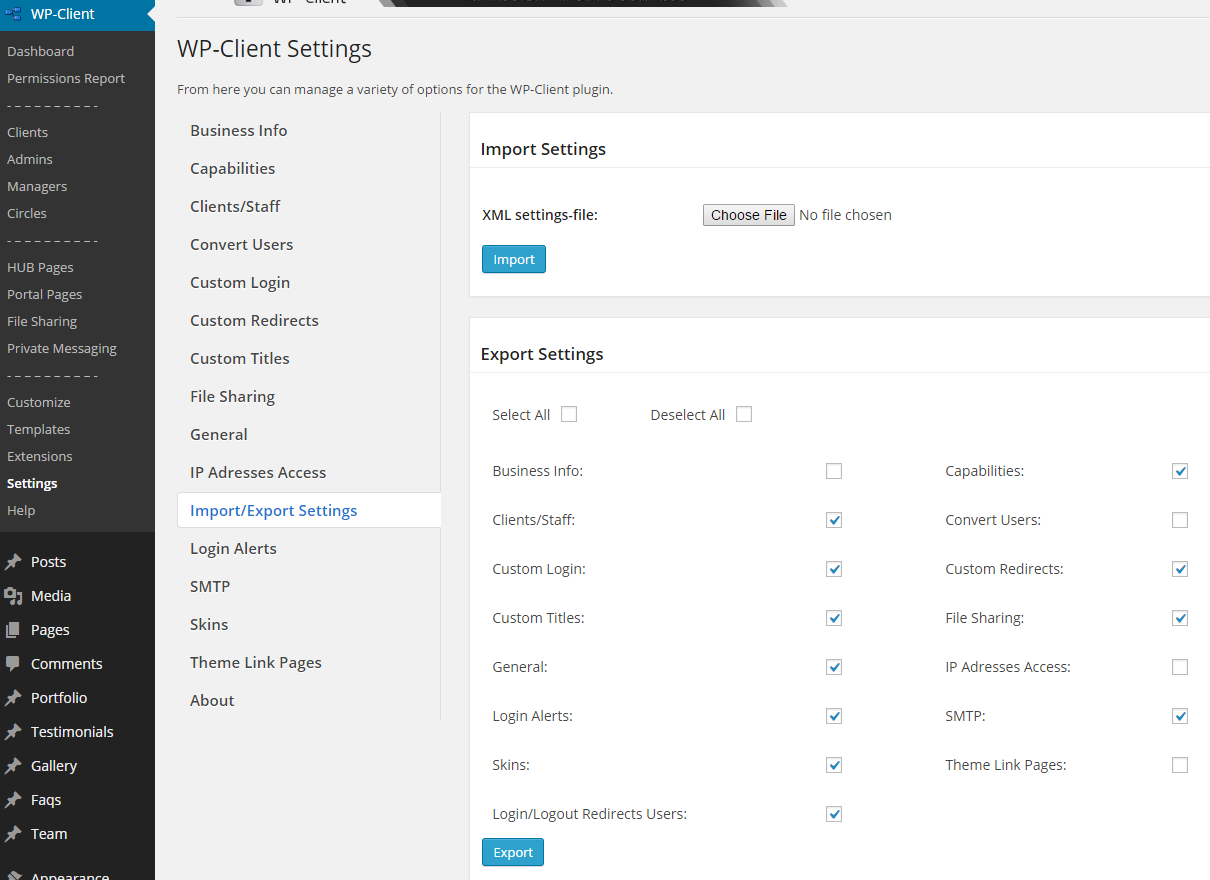 WP-Client
WP-Client
Dashboard
Permissions Report
- - - - - - - - - -
Clients
Admins
Managers
Circles
- - - - - - - - - -
HUB Pages
Portal Pages
File Sharing
Private Messaging
- - - - - - - - - -
Customize
Templates
Extensions
Settings
Help
Posts
Media
Pages
Comments
Portfolio
Testimonials
Gallery
Faqs
Team
Appearance
WP-Client Settings
From here you can manage a variety of options for the WP-Client plugin.
Business Info
Capabilities
Clients/Staff
Convert Users
Custom Login
Custom Redirects
Custom Titles
File Sharing
General
IP Adresses Access
Import/Export Settings
Login Alerts
SMTP
Skins
Theme Link Pages
About
Import Settings
XML settings-file: Choose File No file chosen
Import
Export Settings
Select All Deselect All
Business Info: Capabilities:
Clients/Staff: Convert Users:
Custom Login: Custom Redirects:
Custom Titles: File Sharing:
General: IP Adresses Access:
Login Alerts: SMTP:
Skins: Theme Link Pages:
Login/Logout Redirects Users:
Export